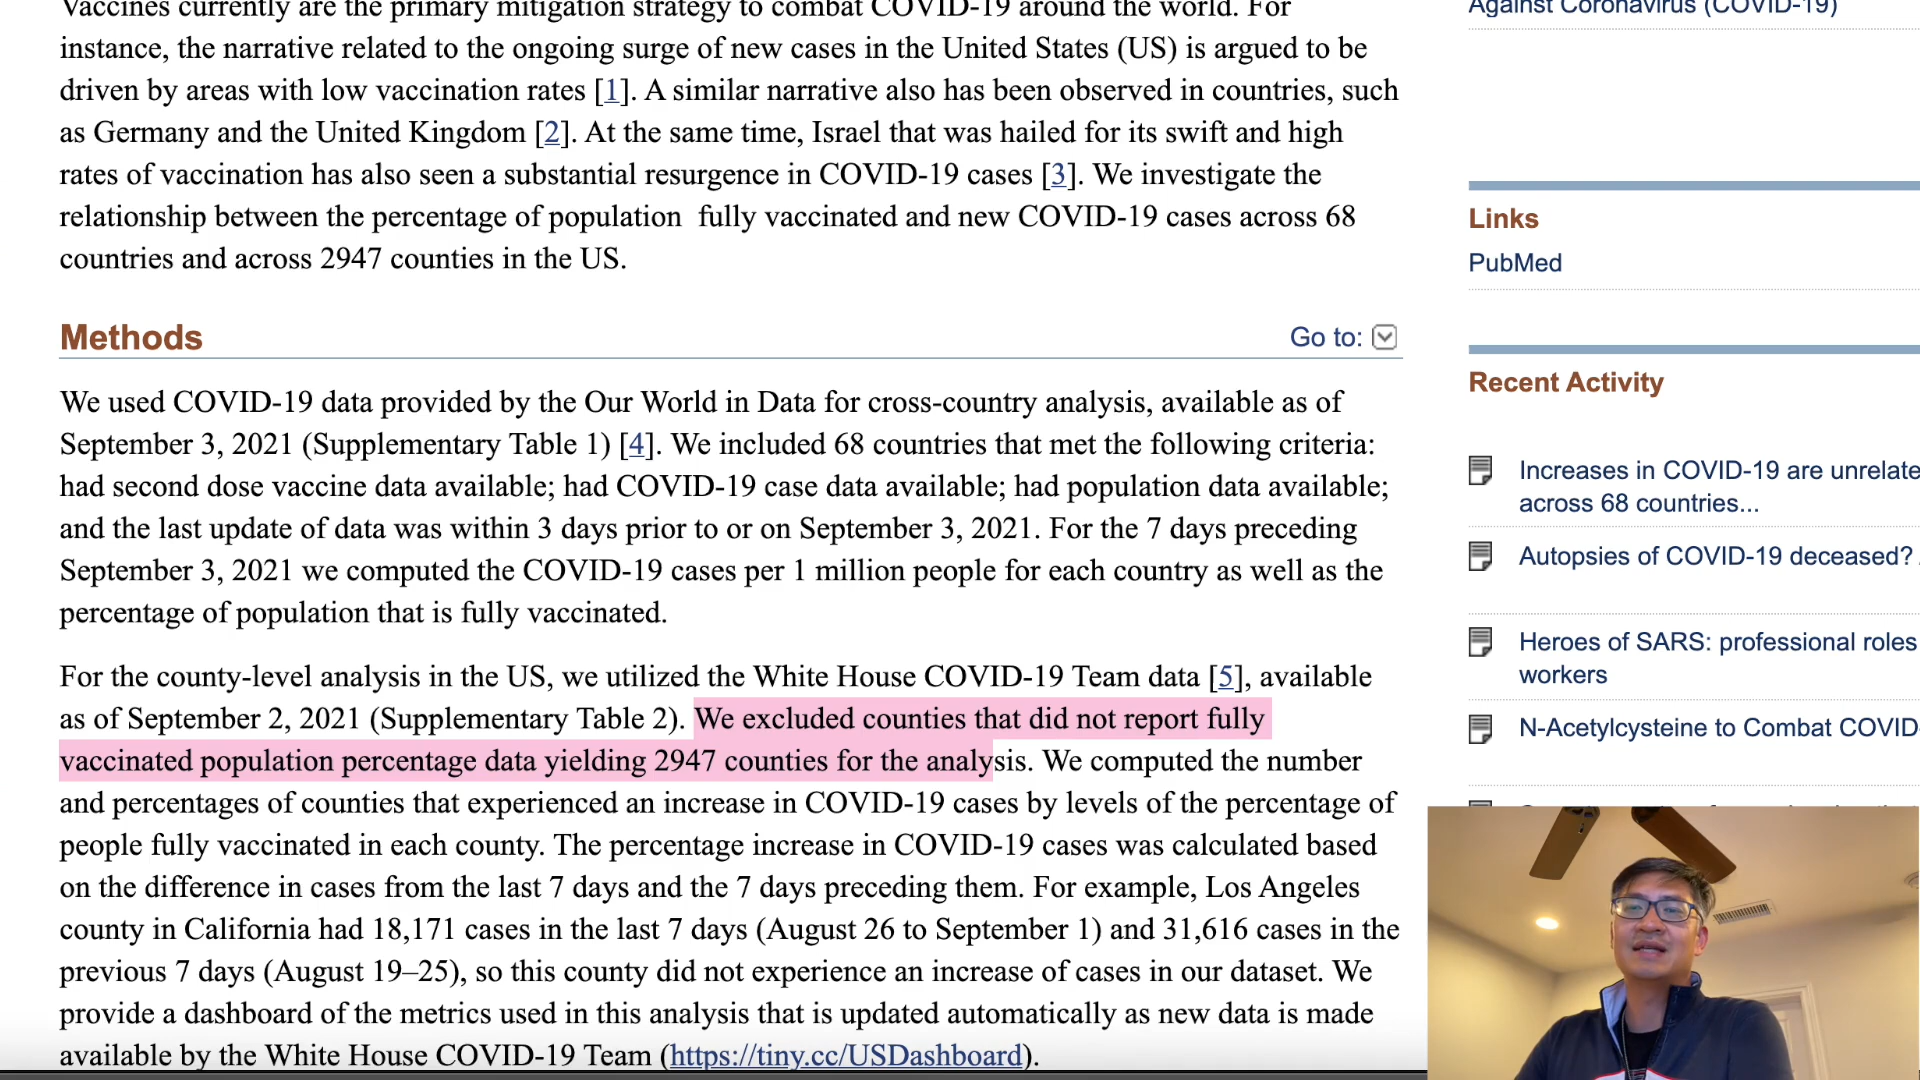 Vaccines currently are the primary mitigation strategy to combat COVID-19 around the world. For
instance, the narrative related to the ongoing surge of new cases in the United States (US) is argued to be
driven by areas with low vaccination rates [1]. A similar narrative also has been observed in countries, such
as Germany and the United Kingdom [2]. At the same time, Israel that was hailed for its swift and high
rates of vaccination has also seen a substantial resurgence in COVID-19 cases [3]. We investigate the
relationship between the percentage of population fully vaccinated and new COVID-19 cases across 68
countries and across 2947 counties in the US.
Methods
Go to:
We used COVID-19 data provided by the Our World in Data for cross-country analysis, available as of
September 3, 2021 (Supplementary Table 1) [4]. We included 68 countries that met the following criteria:
had second dose vaccine data available; had COVID-19 case data available; had population data available;
and the last update of data was within 3 days prior to or on September 3, 2021. For the 7 days preceding
September 3, 2021 we computed the COVID-19 cases per 1 million people for each country as well as the
percentage of population that is fully vaccinated.
For the county-level analysis in the US, we utilized the White House COVID-19 Team data [5], available
as of September 2, 2021 (Supplementary Table 2). We excluded counties that did not report fully
vaccinated population percentage data yielding 2947 counties for the analysis. We computed the number
and percentages of counties that experienced an increase in COVID-19 cases by levels of the percentage of
people fully vaccinated in each county. The percentage increase in COVID-19 cases was calculated based
on the difference in cases from the last 7 days and the 7 days preceding them. For example, Los Angeles
county in California had 18,171 cases in the last 7 days (August 26 to September 1) and 31,616 cases in the
previous 7 days (August 19–25), so this county did not experience an increase of cases in our dataset. We
provide a dashboard of the metrics used in this analysis that is updated automatically as new data is made
available by the White House COVID-19 Team (https://tiny.cc/USDashboard).
Against Coronavirus (COVID-19)
Links
PubMed
Recent Activity
Increases in COVID-19 are unrelate
across 68 countries...
Autopsies of COVID-19 deceased?
Heroes of SARS: professional roles
workers
N-Acetylcysteine to Combat COVID